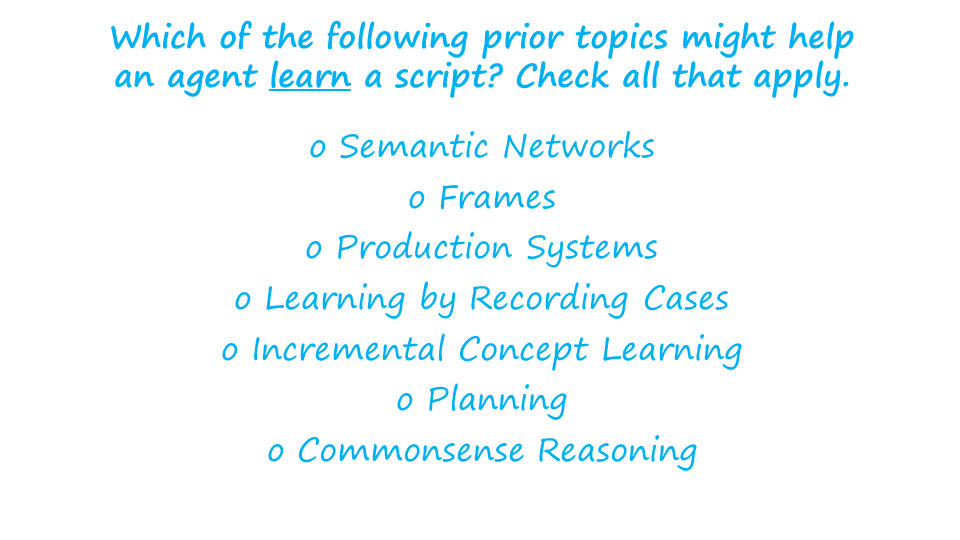 Which of the following prior topics might help
an agent learn a script? Check all that apply.
o Semantic Networks
o Frames
o Production Systems
o Learning by Recording Cases
o Incremental Concept Learning
o Planning
o Commonsense Reasoning